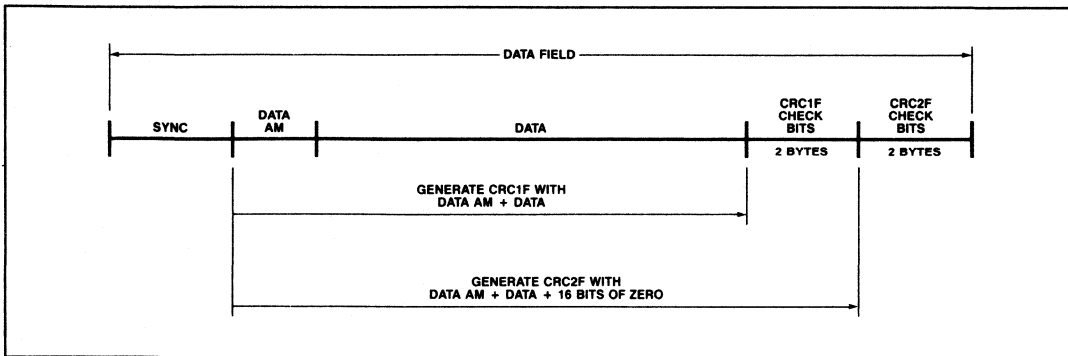 DATA FIELD
SYNC
DATA
AM
DATA
CRC1F
CHECK
BITS
2 BYTES
CRC2F
CHECK
BITS
2 BYTES
GENERATE CRC1F WITH
DATA AM + DATA
GENERATE CRC2F WITH
DATA AM + DATA + 16 BITS OF ZERO